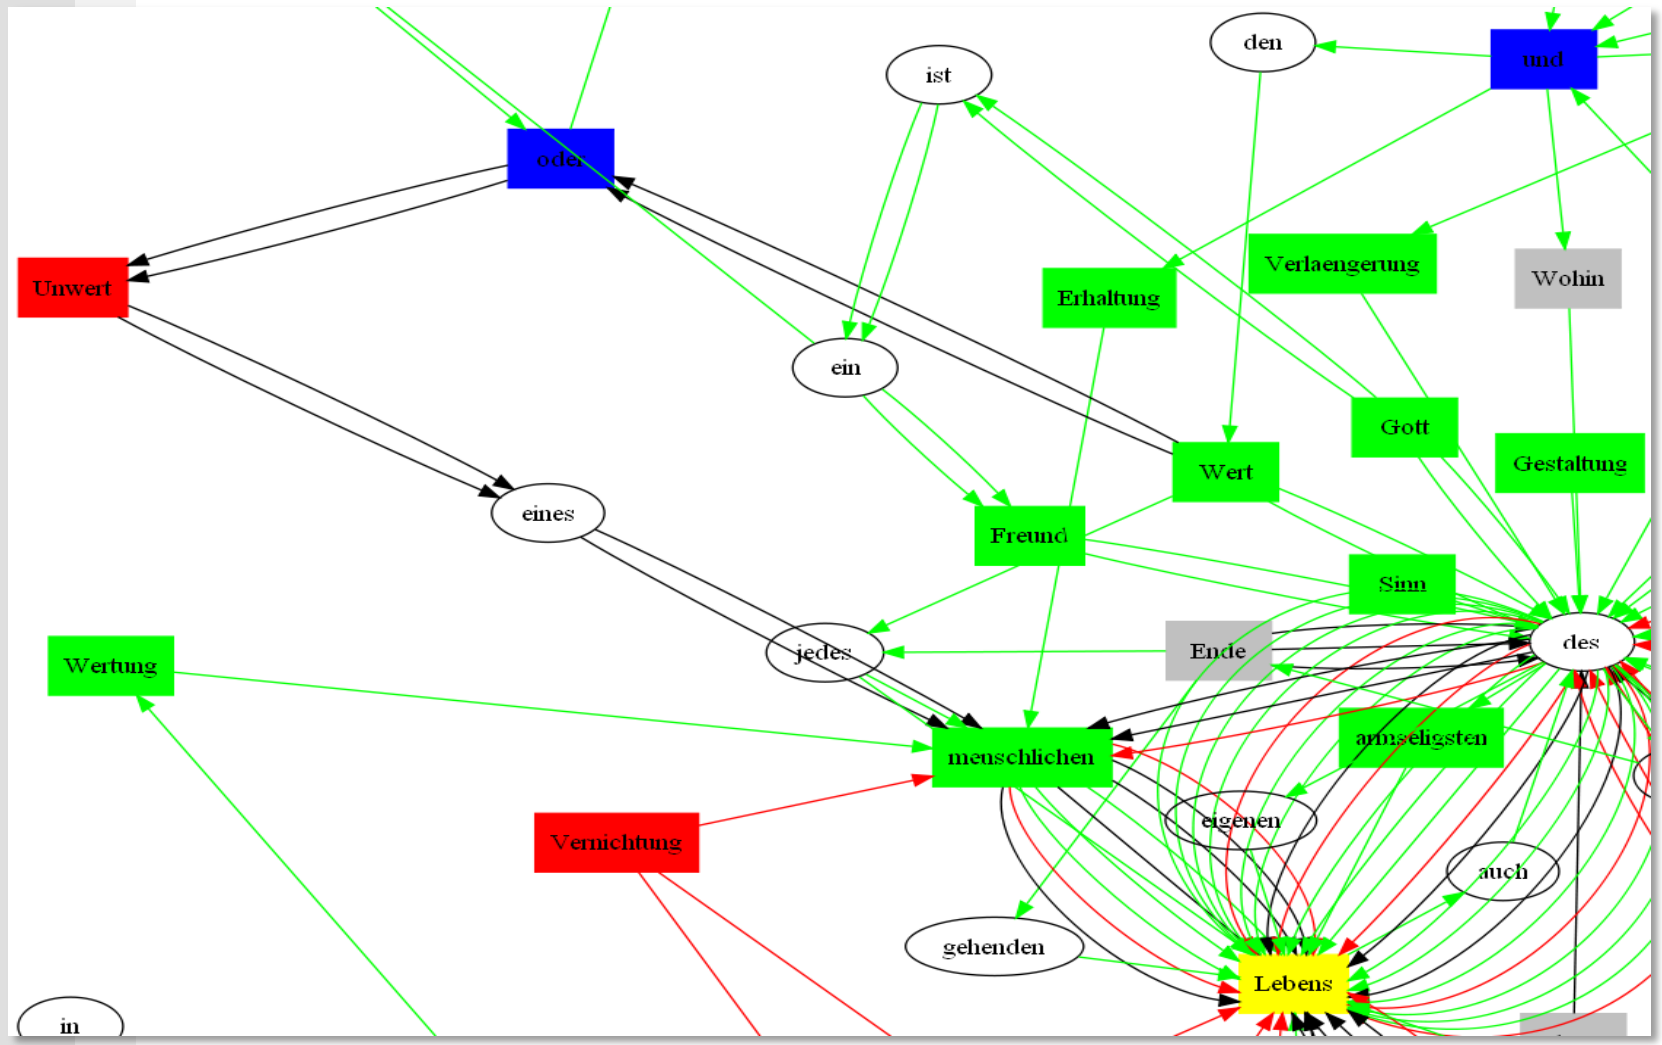 den
und
ist
oder
Verlaengerung
Wohin
Unwert
Erhaltung
ein
Gott
Gestaltung
Wert
eines
Freund
Sinn
des
Ende
jedes
Wertung
armseligsten
menschlichen
eigenen
Vernichtung
auch
gehenden
Lebens
in